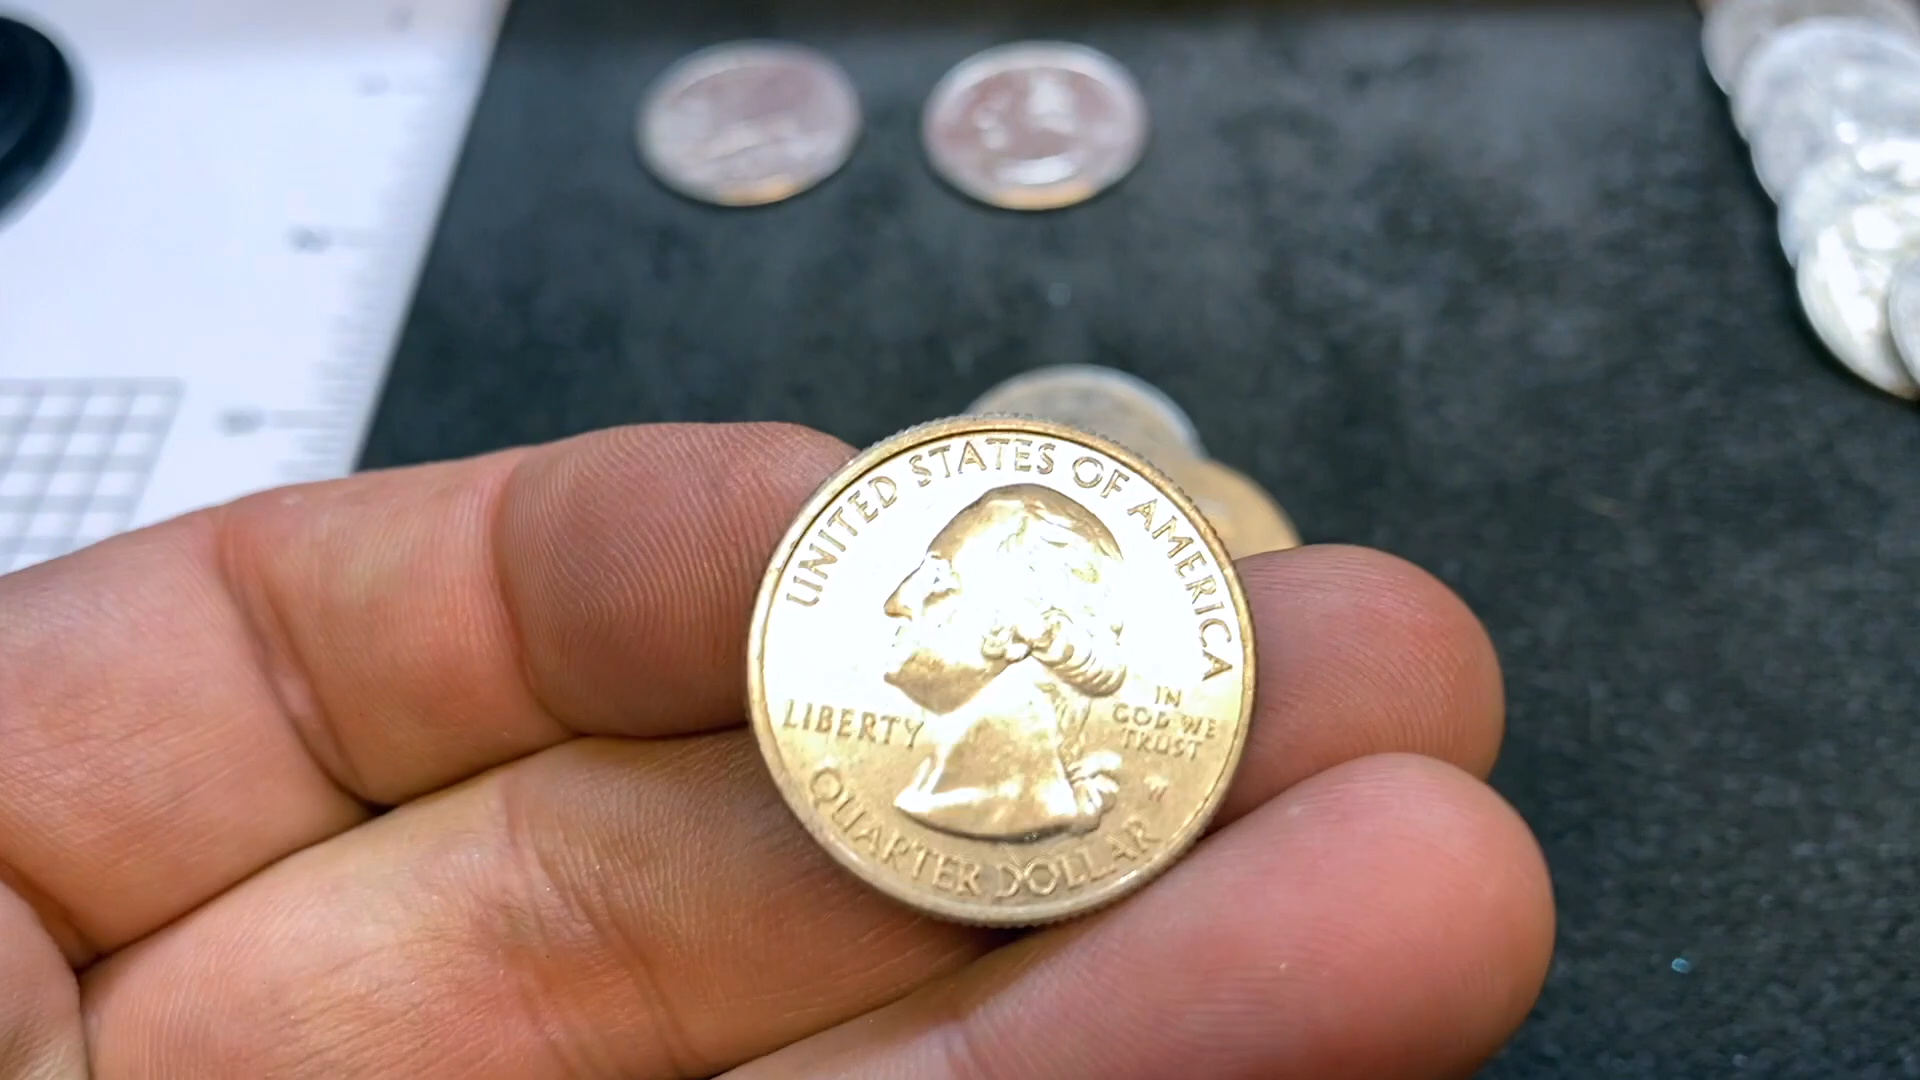 UNITED STATES OF AMERICA
LIBERTY
IN
GOD WE
TRUST
QUARTER DOLLAR